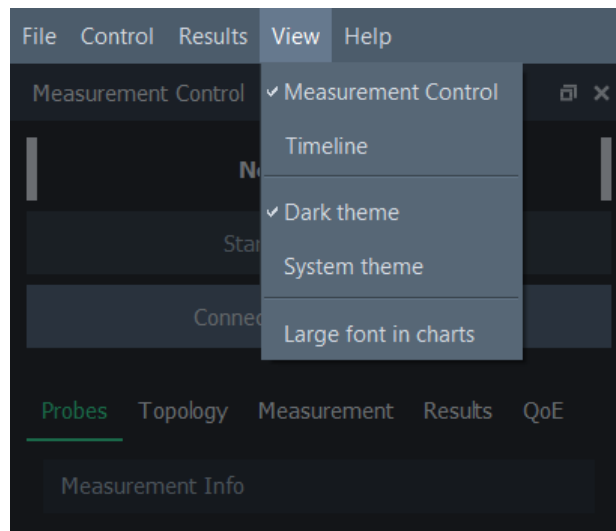 File Control Results View Help
Measurement Control
✓ Measurement Control
Timeline
✓ Dark theme
System theme
Large font in charts
Probes Topology Measurement Results QoE
Measurement Info